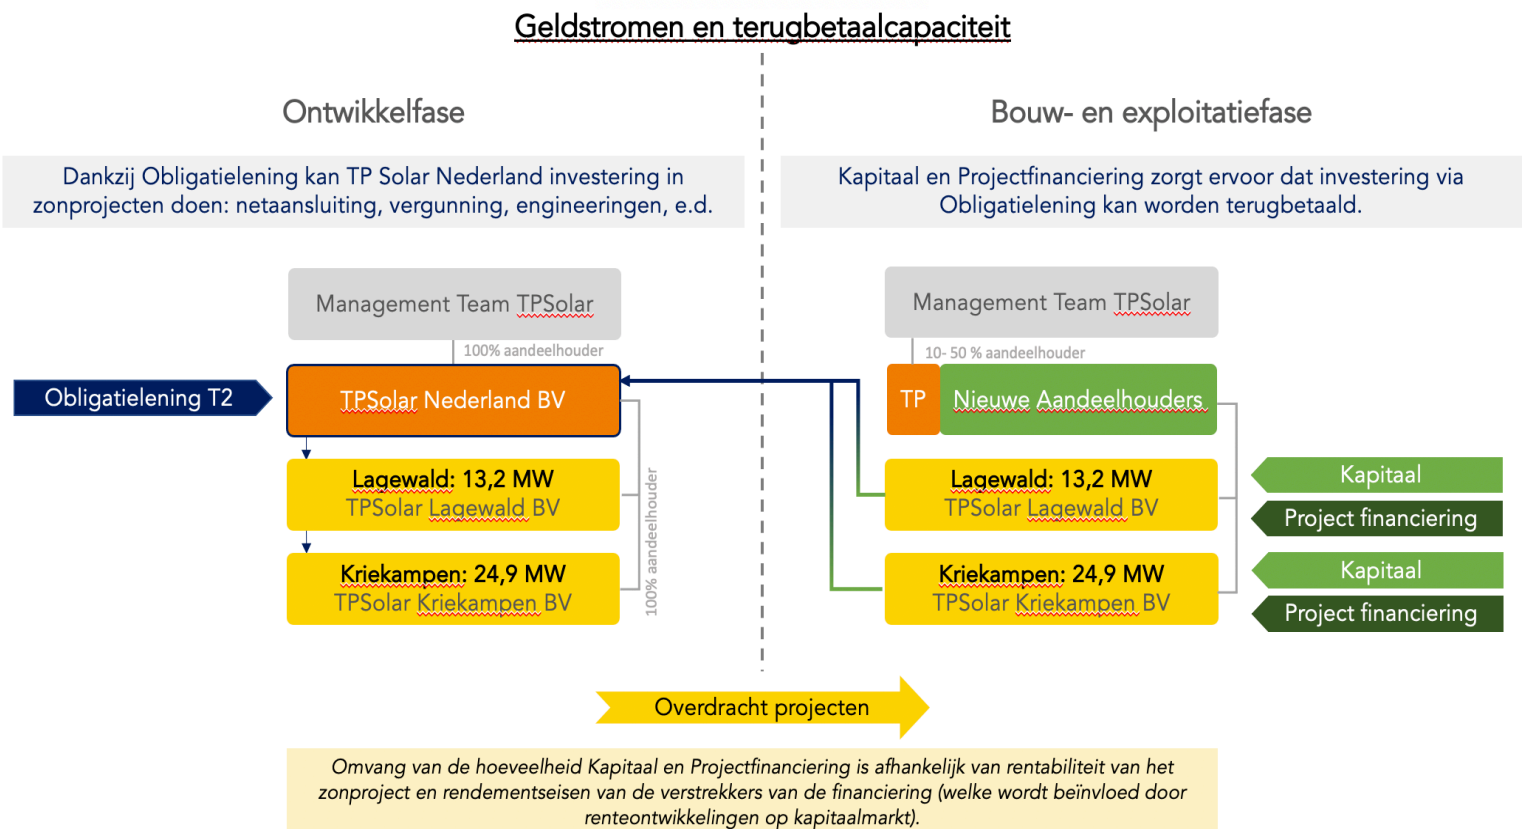 Geldstromen en terugbetaalcapaciteit
Ontwikkelfase
Dankzij Obligatielening kan TP Solar Nederland investering in
zonprojecten doen: netaansluiting, vergunning, engineeringen, e.d.
Management Team TPSolar
100% aandeelhouder
Obligatielening T2
TPSolar Nederland BV
Lagewald: 13,2 MW
TPSolar Lagewald BV
Kriekampen: 24,9 MW
TPSolar Kriekampen BV
100% aandeelhouder
Bouw- en exploitatiefase
Kapitaal en Projectfinanciering zorgt ervoor dat investering via
Obligatielening kan worden terugbetaald.
Management Team TPSolar
10- 50 % aandeelhouder
TP
Nieuwe Aandeelhouders
Lagewald: 13,2 MW
TPSolar Lagewald BV
Kapitaal
Project financiering
Kriekampen: 24,9 MW
TPSolar Kriekampen BV
Kapitaal
Project financiering
Overdracht projecten
Omvang van de hoeveelheid Kapitaal en Projectfinanciering is afhankelijk van rentabiliteit van het
zonproject en rendementseisen van de verstrekkers van de financiering (welke wordt beïnvloed door
renteontwikkelingen op kapitaalmarkt).